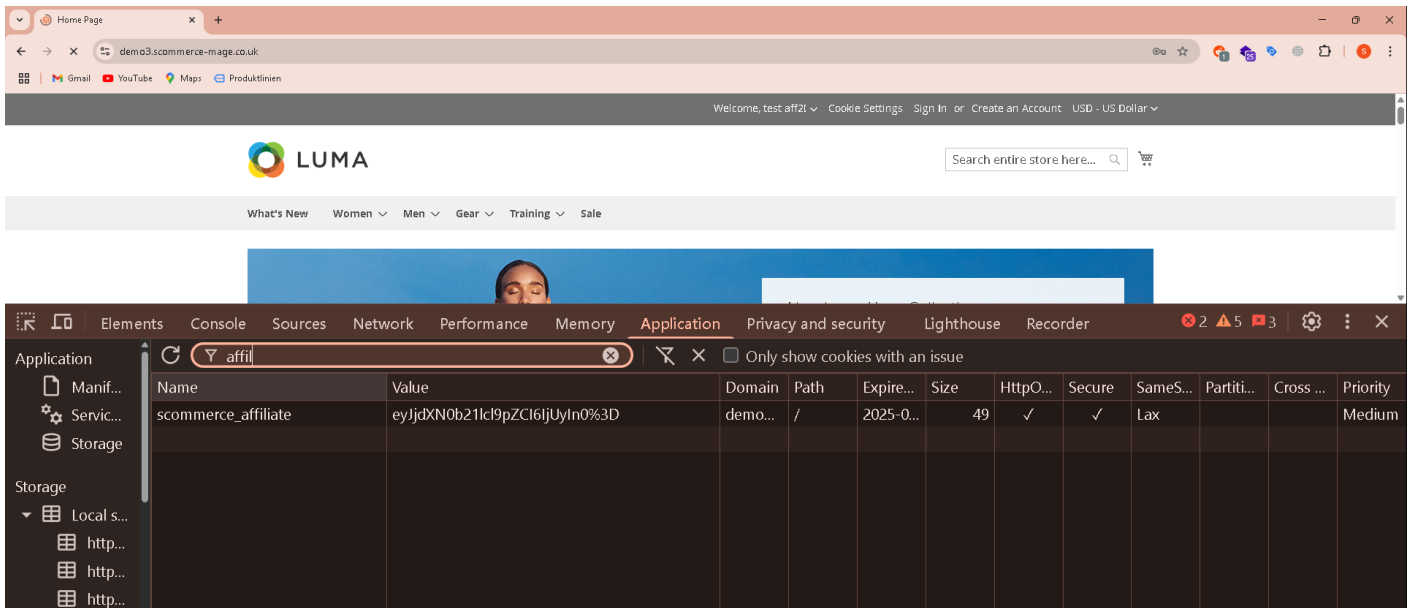 Home Page
demo3.scommerce-mage.co.uk
1
25
S
Gmail YouTube Maps Produktlinien
Welcome, test aff2( Cookie Settings Sign In or Create an Account USD - US Dollar
LUMA
Search entire store here...
What's New Women Men Gear Training Sale
Elements Console Sources Network Performance Memory Application Privacy and security Lighthouse Recorder 2 5 3
Application affil Only show cookies with an issue
Manif... Name Value Domain Path Expire... Size HttpO... Secure SameS... Partiti... Cross ... Priority
Servic... scommerce_affiliate eyJjdXN0b21lcl9pZCI6IjUyIn0%3D demo... / 2025-0... 49 ✓ ✓ Lax Medium
Storage
Storage
Local s...
http...
http...
http...